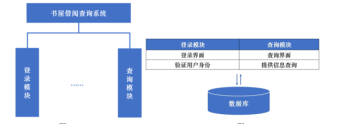 书屋借阅查询系统
登录模块
……
查询模块
登录模块 查询模块
登录界面 查询界面
验证用户身份 提供信息查询
数据库